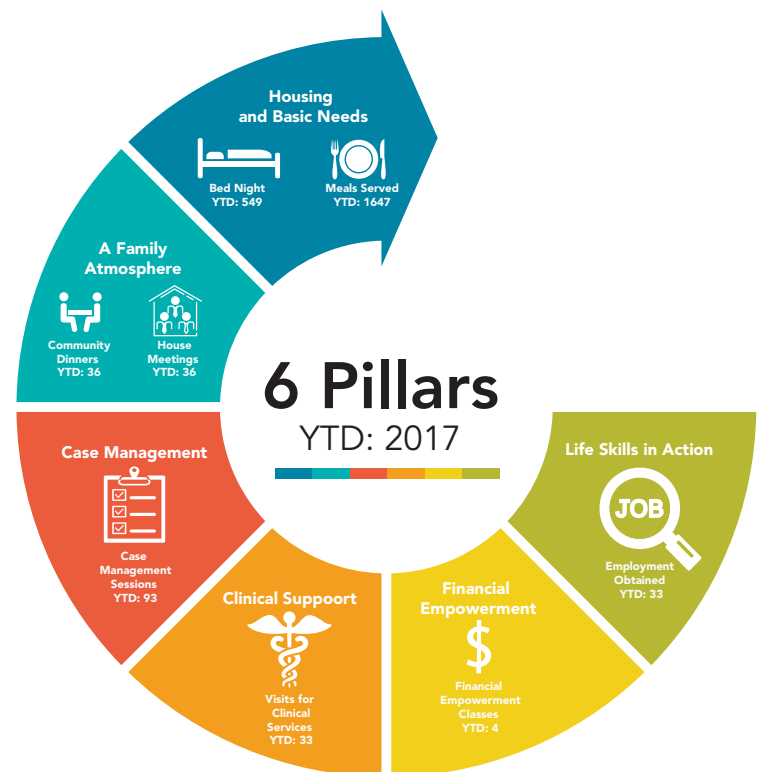 Housing
and Basic Needs
Bed Night
YTD: 549
Meals Served
YTD: 1647
A Family
Atmosphere
Community
Dinners
YTD: 36
House
Meetings
YTD: 36
6 Pillars
YTD: 2017
Case Management
Case
Management
Sessions
YTD: 93
Clinical Suppoort
Visits for
Clinical
Services
YTD: 33
Financial
Empowerment
$
Financial
Empowerment
Classes
YTD: 4
Life Skills in Action
JOB
Employment
Obtained
YTD: 33